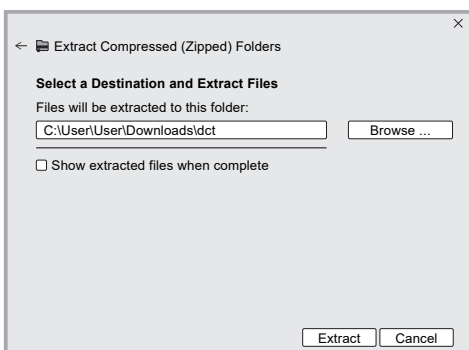 Extract Compressed (Zipped) Folders
Select a Destination and Extract Files
Files will be extracted to this folder:
C:\User\User\Downloads\dct
Browse ...
Show extracted files when complete
Extract
Cancel